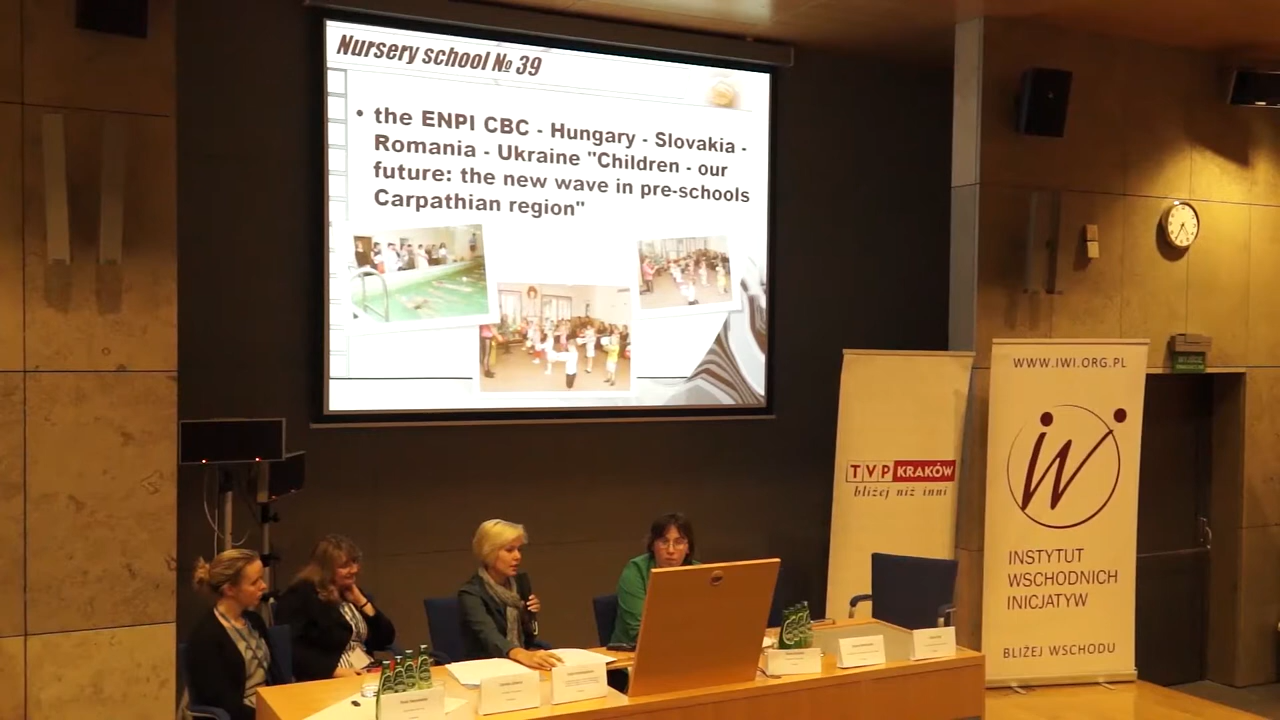 Nursery school № 39
• the ENPI CBC - Hungary - Slovakia -
Romania - Ukraine "Children - our
future: the new wave in pre-schools
Carpathian region"
TVP KRAKÓW
bliżej niż inni
WWW.IWI.ORG.PL
iW
INSTYTUT
WSCHODNICH
INICJATYW
BLIŻEJ WSCHODU